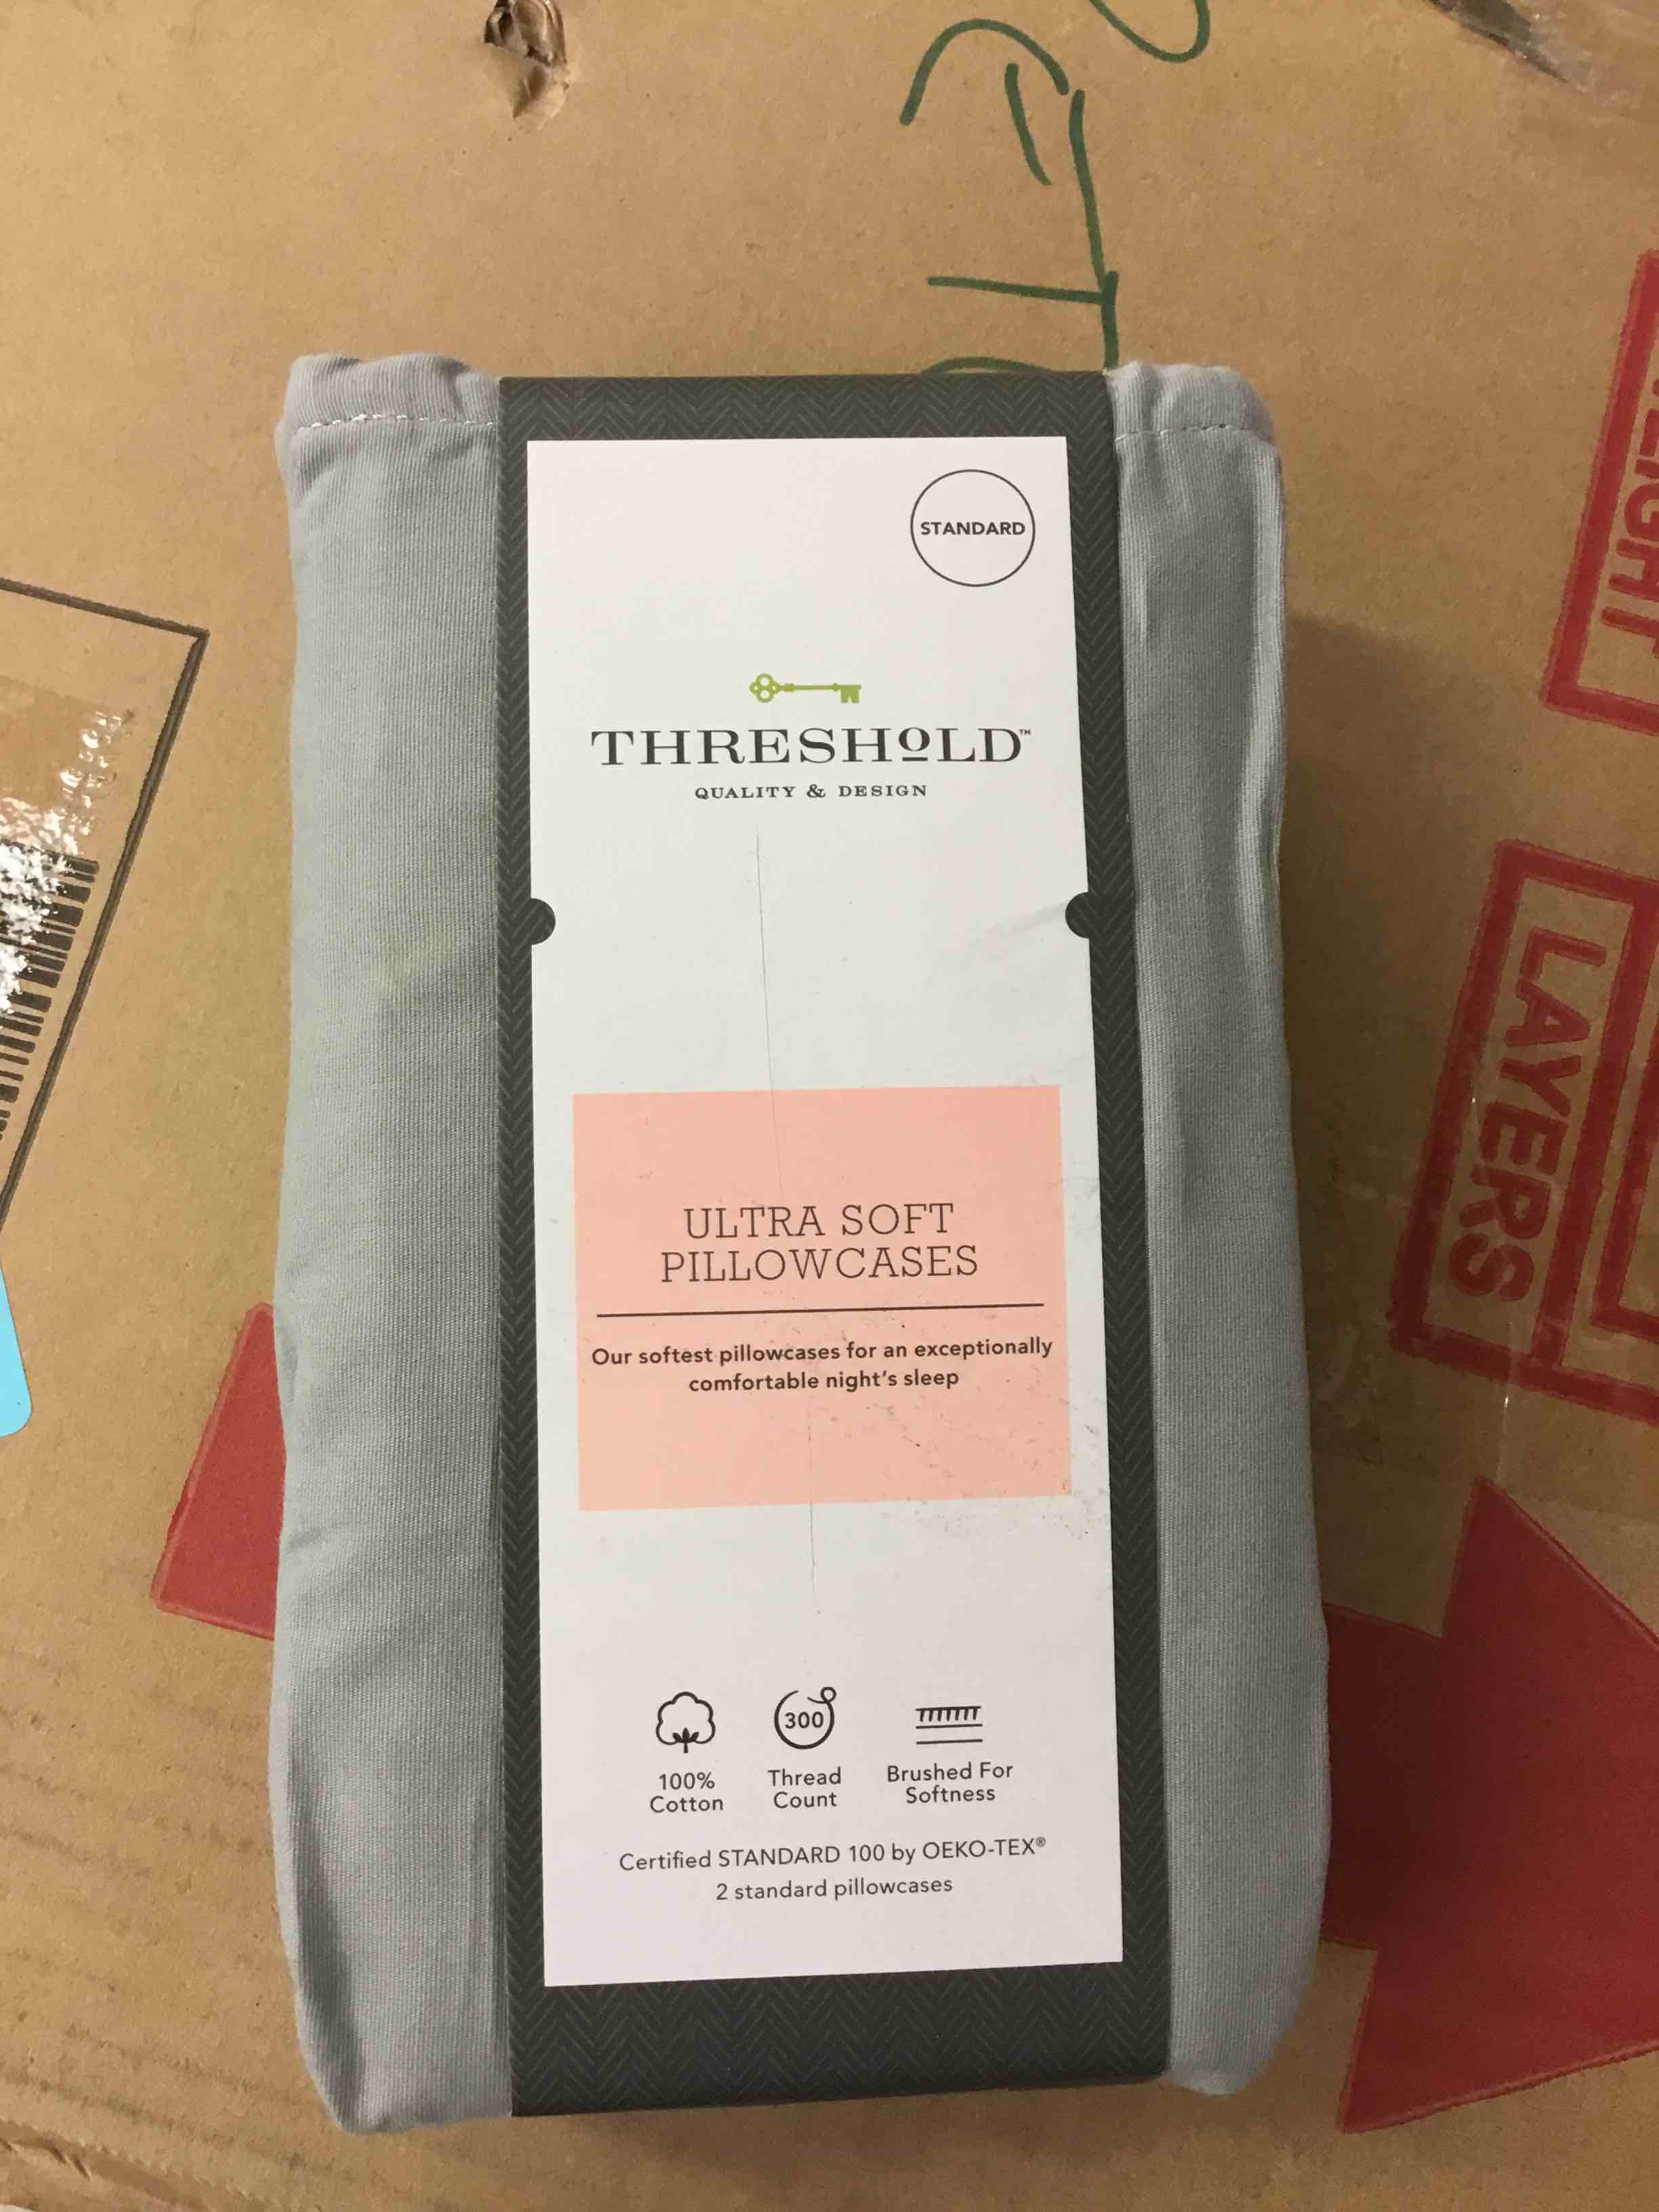 STANDARD
THRESHOLD™
QUALITY & DESIGN
ULTRA SOFT
PILLOWCASES
Our softest pillowcases for an exceptionally
comfortable night's sleep
300
100%
Cotton
Thread
Count
Brushed For
Softness
Certified STANDARD 100 by OEKO-TEX®
2 standard pillowcases
LAYERS